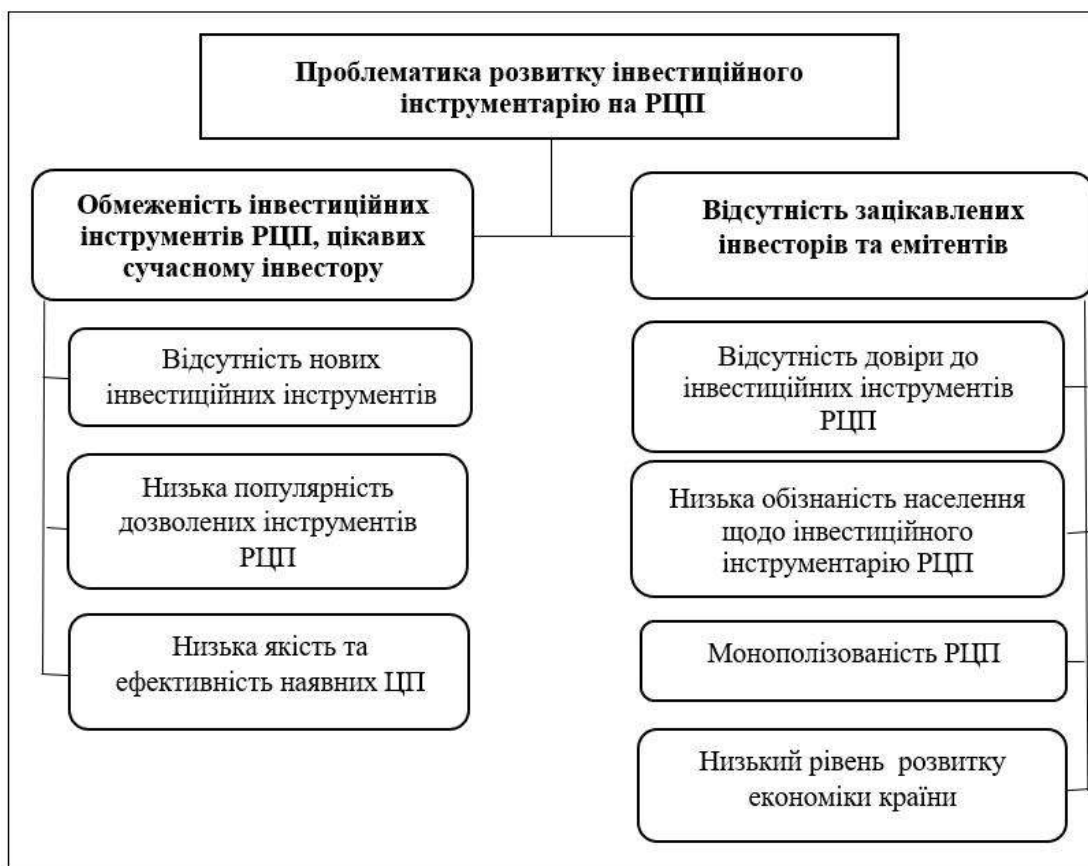 Проблематика розвитку інвестиційного
інструментарію на РЦП
Обмеженість інвестиційних
інструментів РЦП, цікавих
сучасному інвестору
Відсутність нових
інвестиційних інструментів
Низька популярність
дозволених інструментів
РЦП
Низька якість та
ефективність наявних ЦП
Відсутність зацікавлених
інвесторів та емітентів
Відсутність довіри до
інвестиційних інструментів
РЦП
Низька обізнаність населення
щодо інвестиційного
інструментарію РЦП
Монополізованість РЦП
Низький рівень розвитку
економіки країни